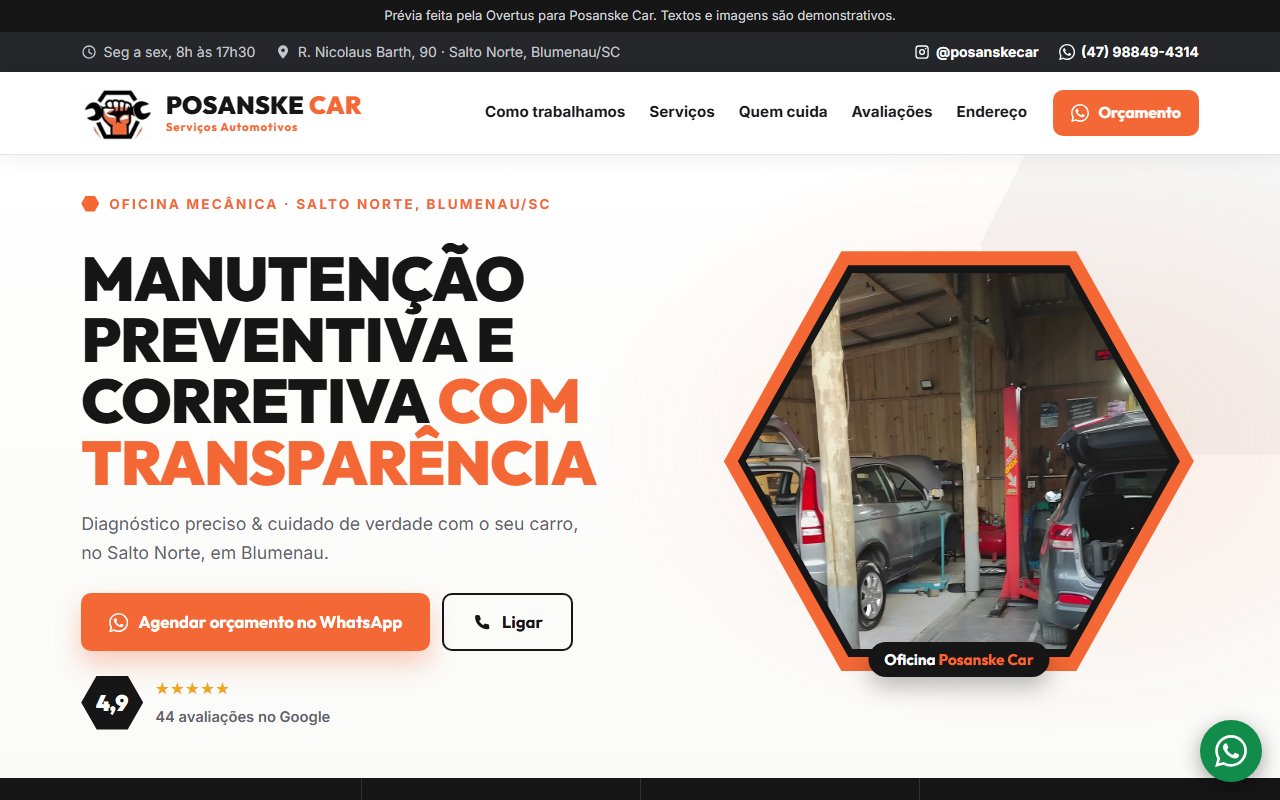 Prévia feita pela Overtus para Posanske Car. Textos e imagens são demonstrativos.
Seg a sex, 8h às 17h30
R. Nicolaus Barth, 90 · Salto Norte, Blumenau/SC
@posanskecar
(47) 98849-4314
POSANSKE CAR
Serviços Automotivos
Como trabalhamos
Serviços
Quem cuida
Avaliações
Endereço
Orçamento
OFICINA MECÂNICA · SALTO NORTE, BLUMENAU/SC
MANUTENÇÃO
PREVENTIVA E
CORRETIVA COM
TRANSPARÊNCIA
Diagnóstico preciso & cuidado de verdade com o seu carro,
no Salto Norte, em Blumenau.
Agendar orçamento no WhatsApp
Ligar
4,9
★★★★★
44 avaliações no Google
Oficina Posanske Car